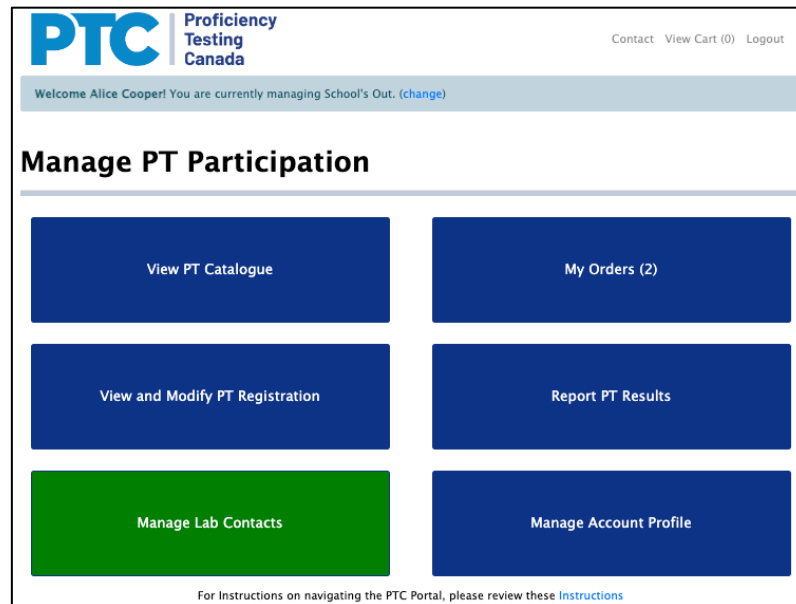 PTC Proficiency
Testing
Canada
Contact View Cart (0) Logout
Welcome Alice Cooper! You are currently managing School's Out. (change)
Manage PT Participation
View PT Catalogue
My Orders (2)
View and Modify PT Registration
Report PT Results
Manage Lab Contacts
Manage Account Profile
For Instructions on navigating the PTC Portal, please review these Instructions